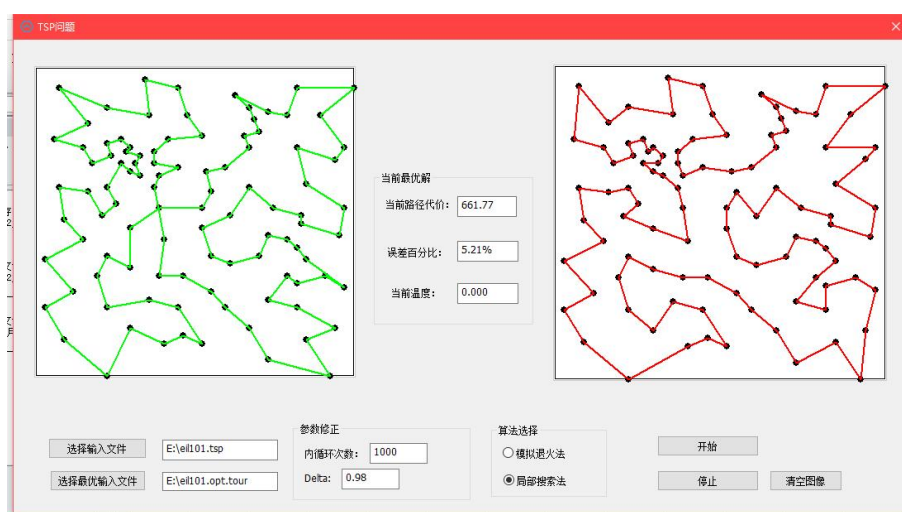 TSP问题
当前最优解
当前路径代价： 661.77
误差百分比： 5.21%
当前温度： 0.000
选择输入文件 E:\eil101.tsp
选择最优输入文件 E:\eil101.opt.tour
参数修正
内循环次数： 1000
Delta: 0.98
算法选择
模拟退火法
局部搜索法
开始
停止 清空图像